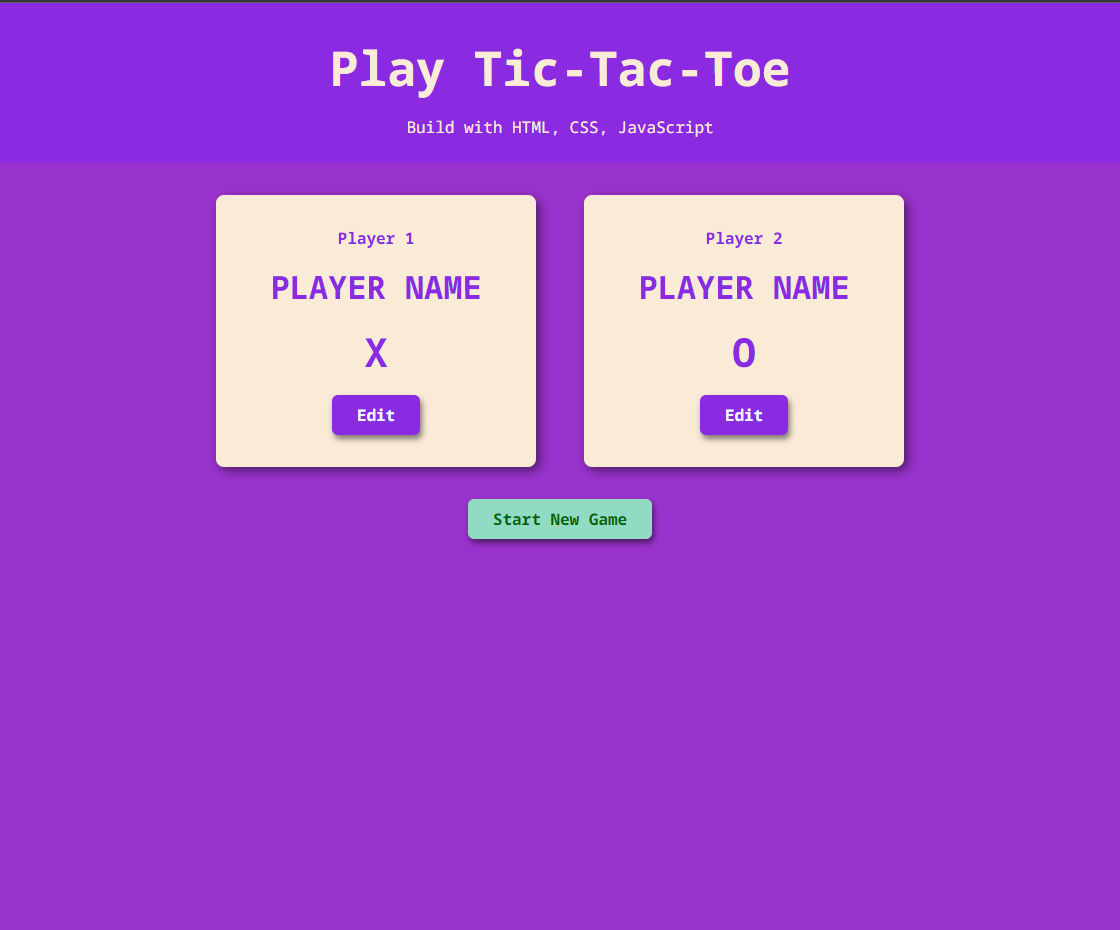 Play Tic-Tac-Toe
Build with HTML, CSS, JavaScript
Player 1
PLAYER NAME
X
Edit
Player 2
PLAYER NAME
O
Edit
Start New Game